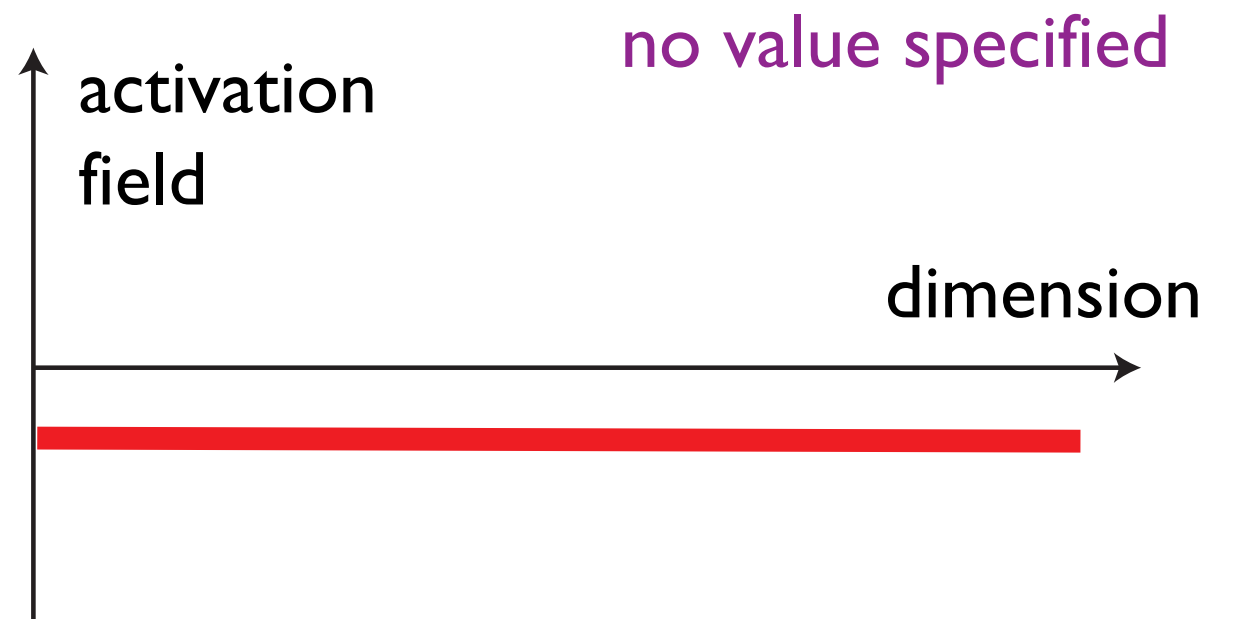 no value specified
activation
field
dimension